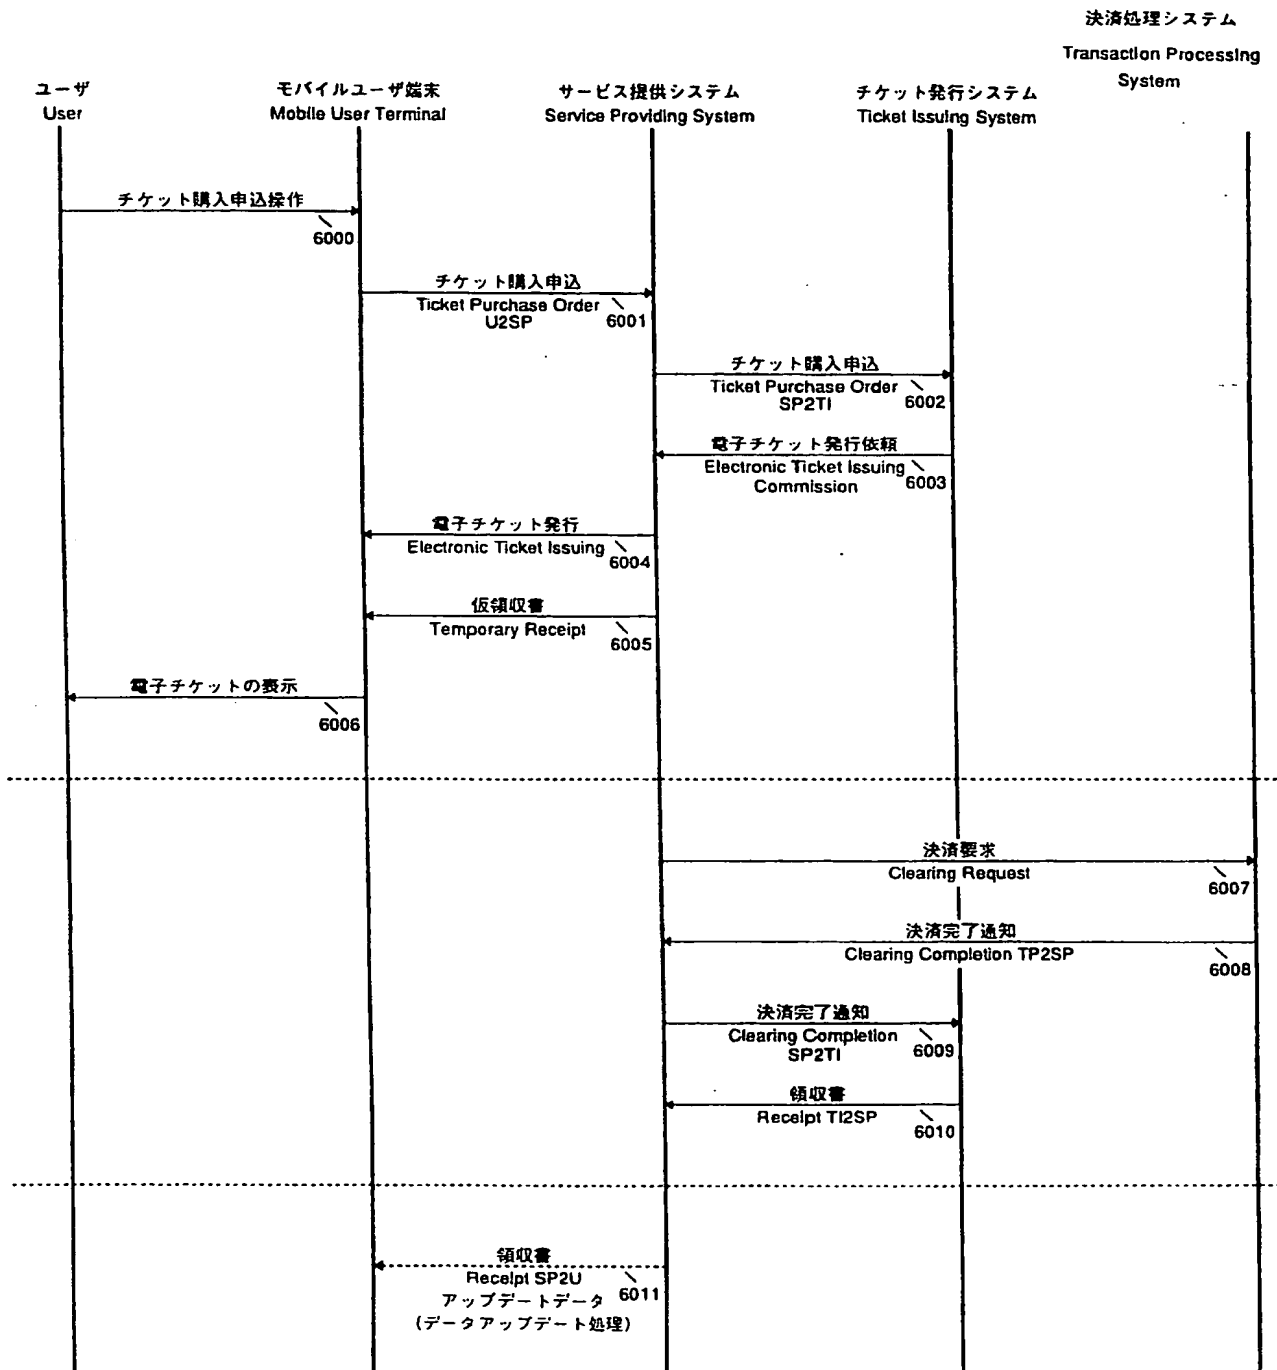 決済処理システム
Transaction Processing
System
ユーザ
User
モバイルユーザ端末
Mobile User Terminal
サービス提供システム
Service Providing System
チケット発行システム
Ticket Issuing System
チケット購入申込操作
6000
チケット購入申込
Ticket Purchase Order
U2SP
6001
チケット購入申込
Ticket Purchase Order
SP2TI
6002
電子チケット発行依頼
Electronic Ticket Issuing
Commission
6003
電子チケット発行
Electronic Ticket Issuing
6004
仮領収書
Temporary Receipt
6005
電子チケットの表示
6006
決済要求
Clearing Request
6007
決済完了通知
Clearing Completion TP2SP
6008
決済完了通知
Clearing Completion
SP2TI
6009
領収書
Receipt TI2SP
6010
領収書
Receipt SP2U
6011
アップデートデータ
(データアップデート処理)